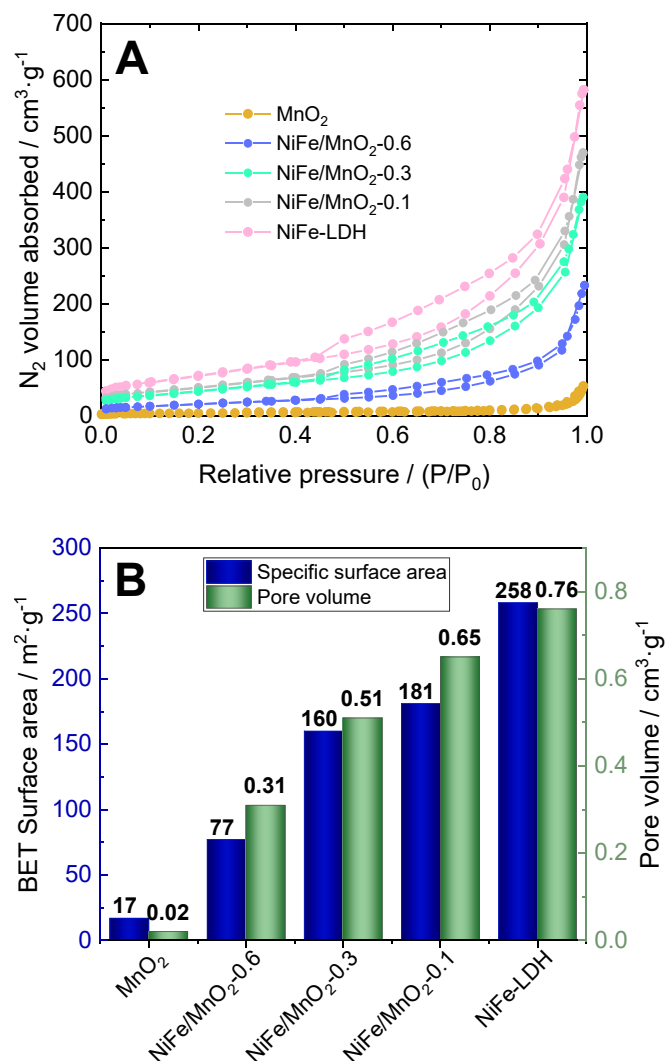 A
700
600
500
400
300
200
100
0
N₂ volume absorbed / cm³·g⁻¹
MnO₂
NiFe/MnO₂-0.6
NiFe/MnO₂-0.3
NiFe/MnO₂-0.1
NiFe-LDH
0.0 0.2 0.4 0.6 0.8 1.0
Relative pressure / (P/P₀)
B
300
250
200
150
100
50
0
BET Surface area / m²·g⁻¹
Specific surface area
Pore volume
17 0.02
77 0.31
160 0.51
181 0.65
258 0.76
0.8
0.6
0.4
0.2
0.0
Pore volume / cm³·g⁻¹
MnO₂
NiFe/MnO₂-0.6
NiFe/MnO₂-0.3
NiFe/MnO₂-0.1
NiFe-LDH